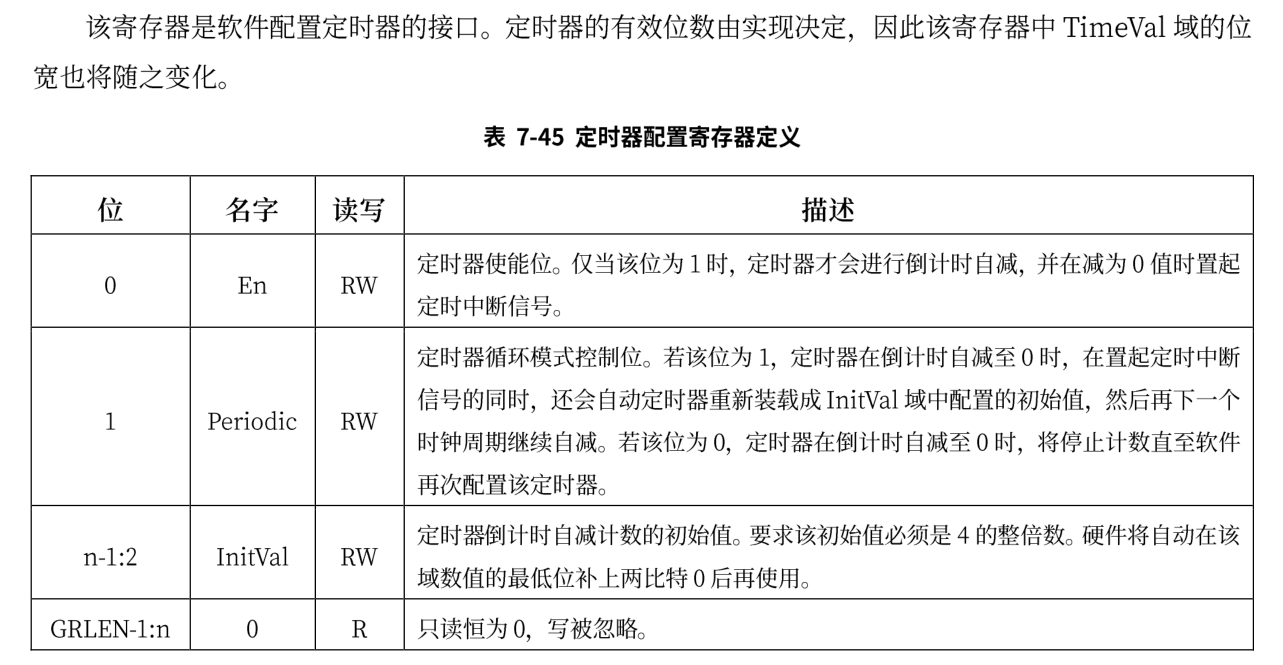 该寄存器是软件配置定时器的接口。定时器的有效位数由实现决定，因此该寄存器中 TimeVal 域的位
宽也将随之变化。
表 7-45 定时器配置寄存器定义
位 名字 读写 描述
0 En RW 定时器使能位。仅当该位为 1 时，定时器才会进行倒计时自减，并在减为 0 值时置起
定时中断信号。
1 Periodic RW 定时器循环模式控制位。若该位为 1，定时器在倒计时自减至 0 时，在置起定时中断
信号的同时，还会自动定时器重新装载成 InitVal 域中配置的初始值，然后再下一个
时钟周期继续自减。若该位为 0，定时器在倒计时自减至 0 时，将停止计数直至软件
再次配置该定时器。
n-1:2 InitVal RW 定时器倒计时自减计数的初始值。要求该初始值必须是 4 的整倍数。硬件将自动在该
域数值的最低位补上两比特 0 后再使用。
GRLEN-1:n 0 R 只读恒为 0，写被忽略。